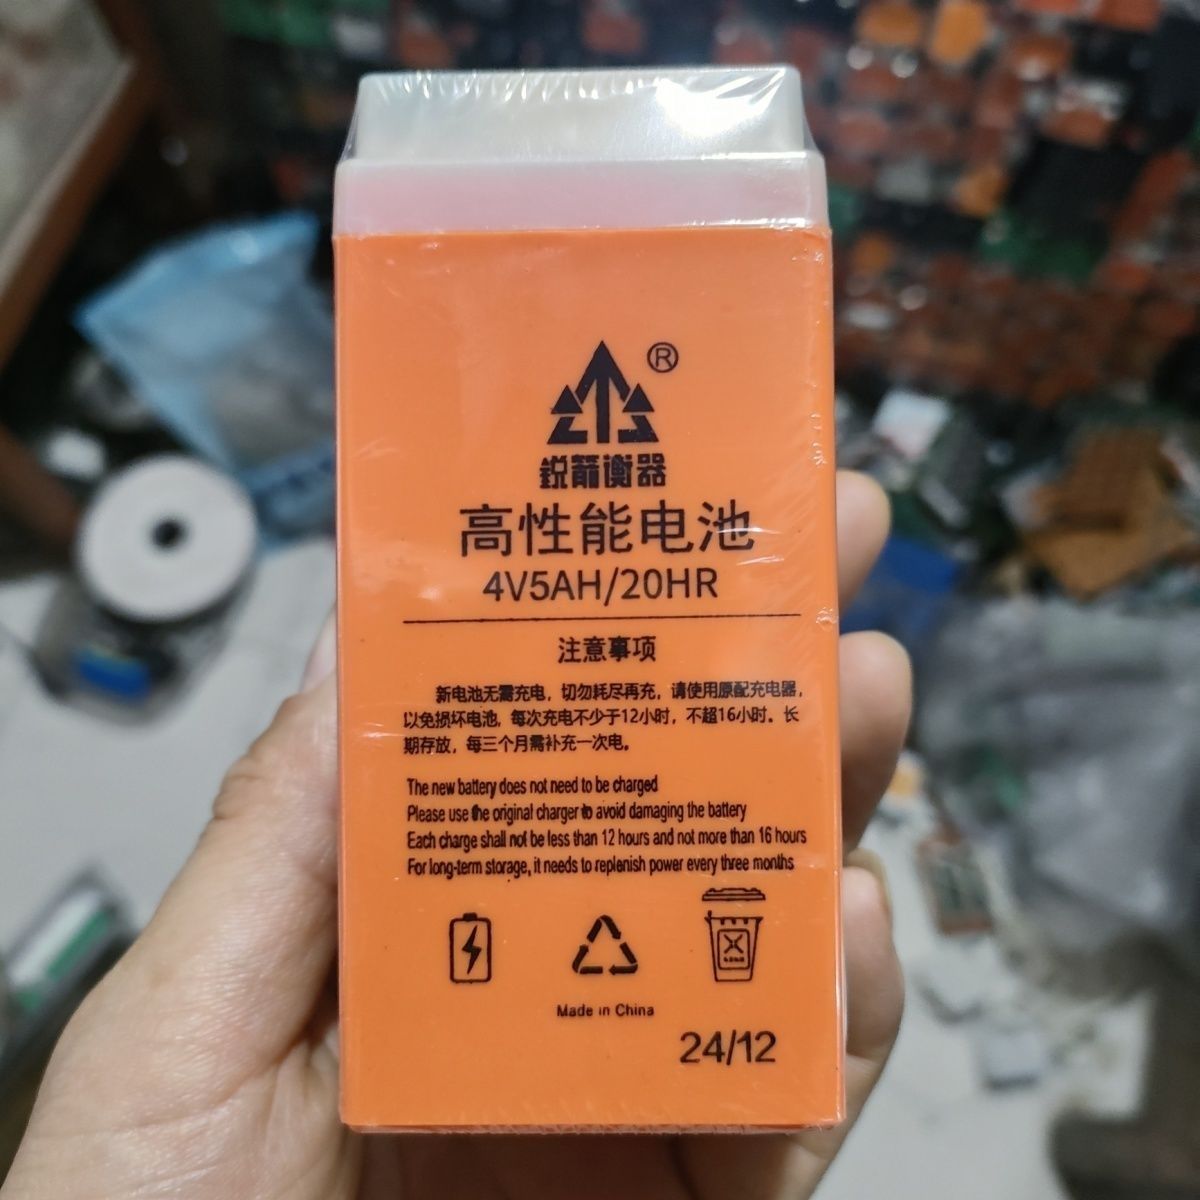 ®
锐箭衡器
高性能电池
4V5AH/20HR
注意事项
新电池无需充电，切勿耗尽再充，请使用原配充电器，
以免损坏电池，每次充电不少于12小时，不超16小时。长
期存放，每三个月需补充一次电。
The new battery does not need to be charged
Please use the original charger to avoid damaging the battery
Each charge shall not be less than 12 hours and not more than 16 hours
For long-term storage, it needs to replenish power every three months
Made in China
24/12